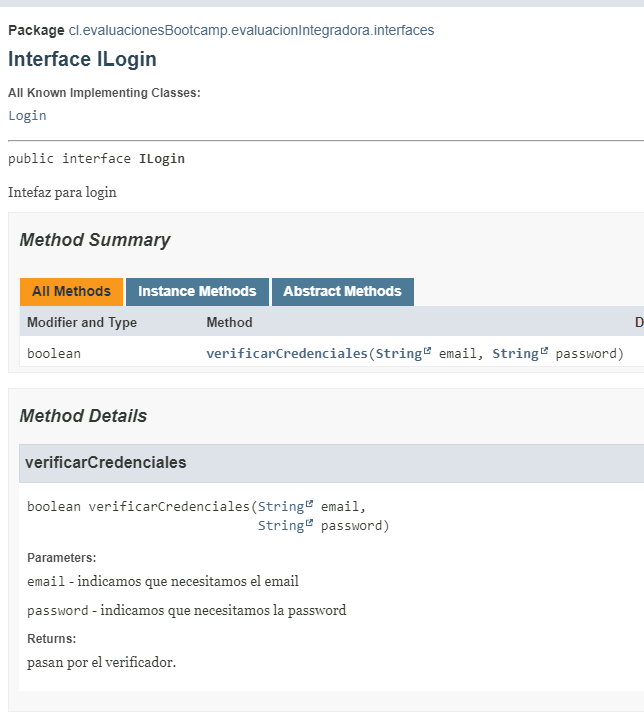 Package cl.evaluacionesBootcamp.evaluacionIntegradora.interfaces
Interface ILogin
All Known Implementing Classes:
Login
public interface ILogin
Intefaz para login
Method Summary
All Methods Instance Methods Abstract Methods
Modifier and Type Method D
boolean verificarCredenciales(String email, String password)
Method Details
verificarCredenciales
boolean verificarCredenciales(String email,
String password)
Parameters:
email - indicamos que necesitamos el email
password - indicamos que necesitamos la password
Returns:
pasan por el verificador.